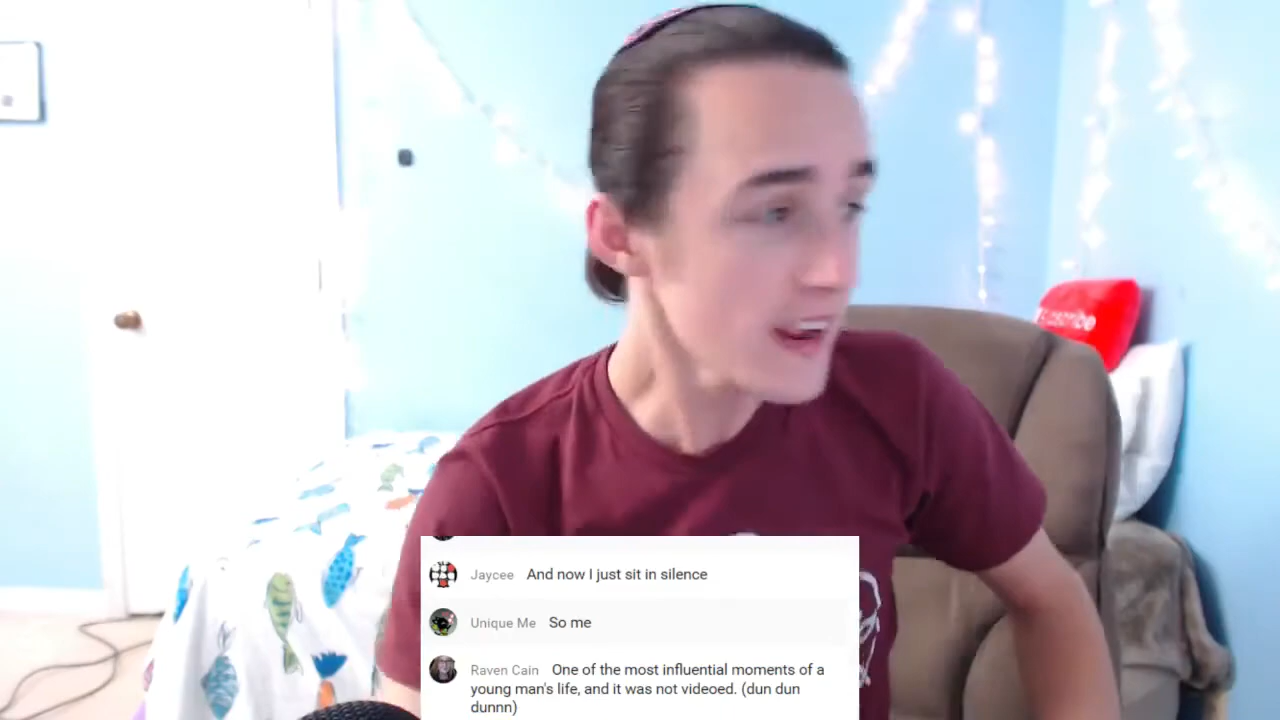 subscribe
Jaycee And now I just sit in silence
Unique Me So me
Raven Cain One of the most influential moments of a
young man's life, and it was not videoed. (dun dun
dunnn)